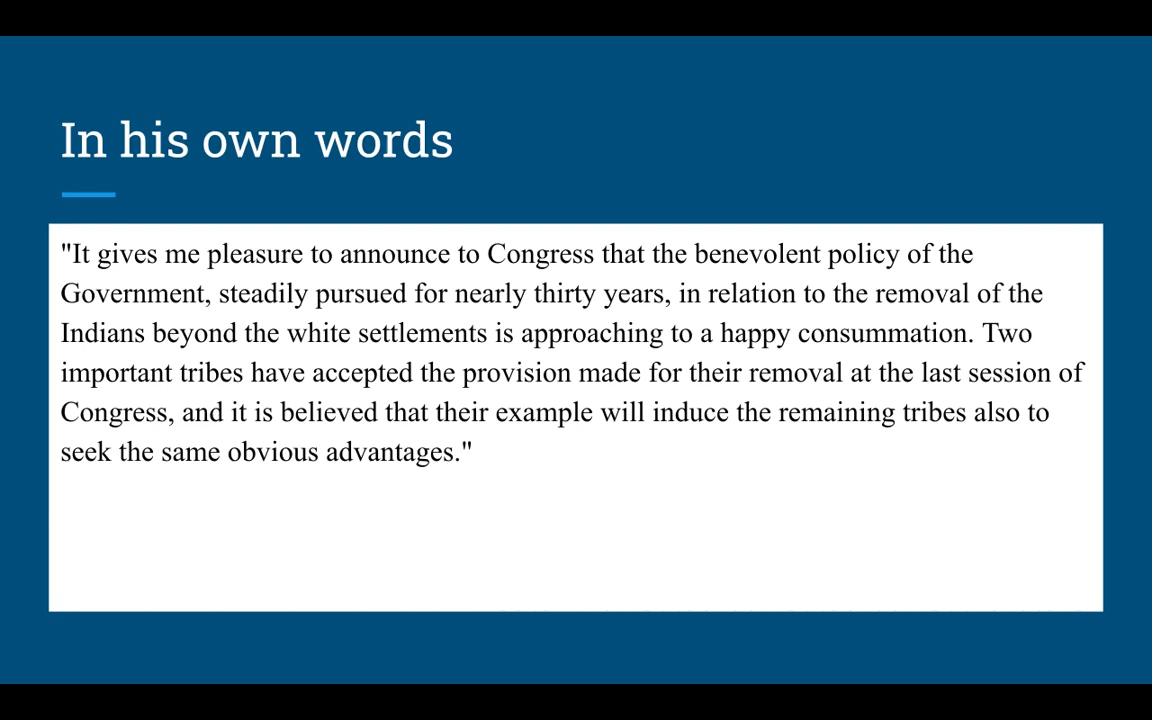 In his own words
"It gives me pleasure to announce to Congress that the benevolent policy of the
Government, steadily pursued for nearly thirty years, in relation to the removal of the
Indians beyond the white settlements is approaching to a happy consummation. Two
important tribes have accepted the provision made for their removal at the last session of
Congress, and it is believed that their example will induce the remaining tribes also to
seek the same obvious advantages."